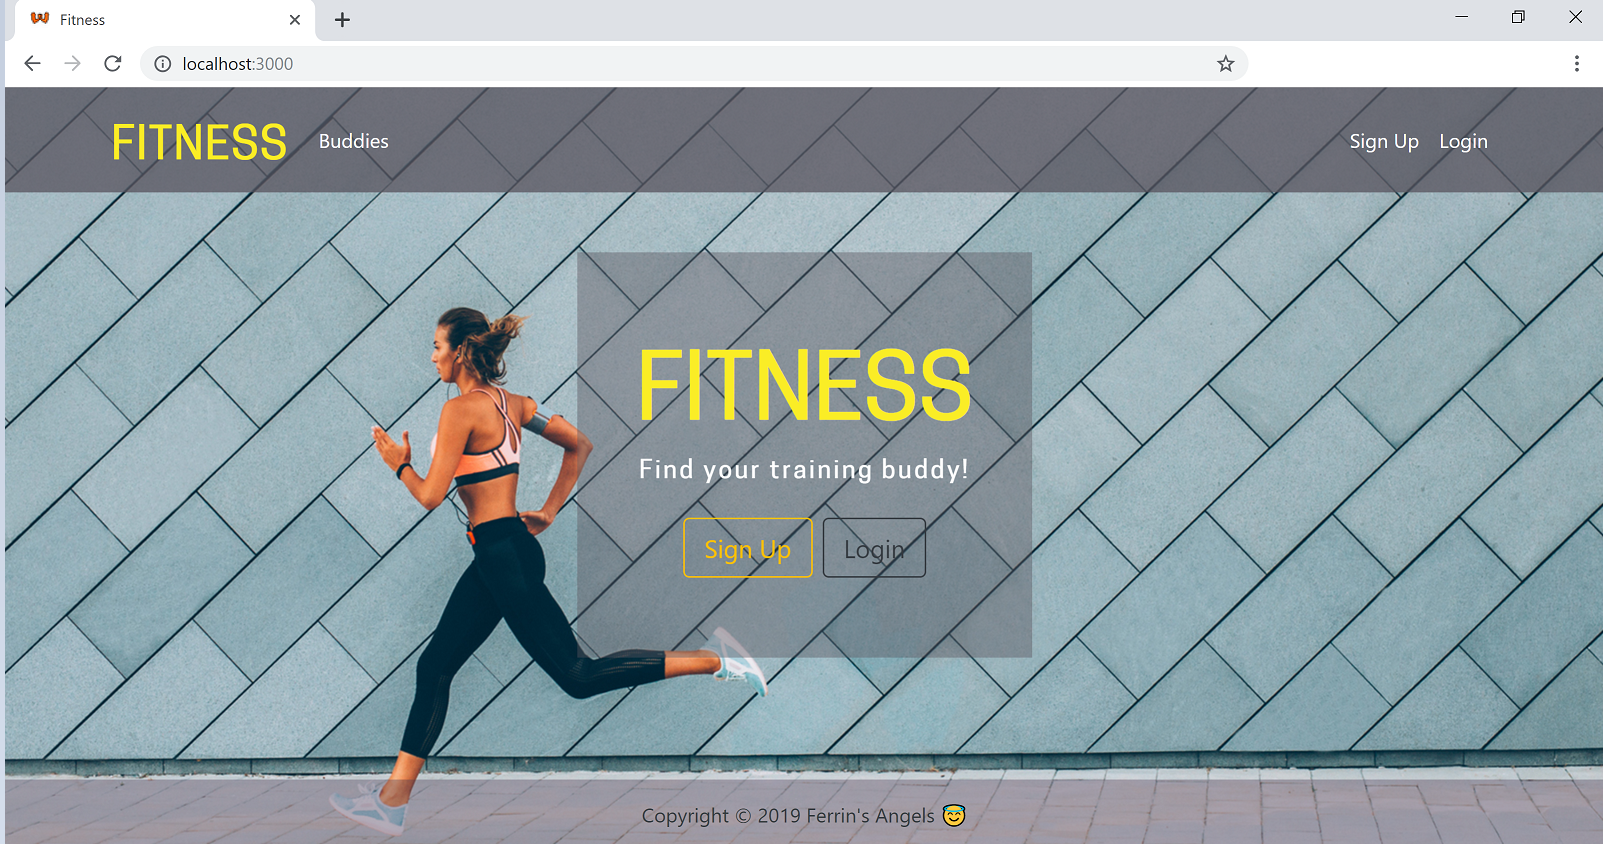 Fitness
localhost:3000
FITNESS Buddies Sign Up Login
FITNESS
Find your training buddy!
Sign Up Login
Copyright © 2019 Ferrin's Angels 😇